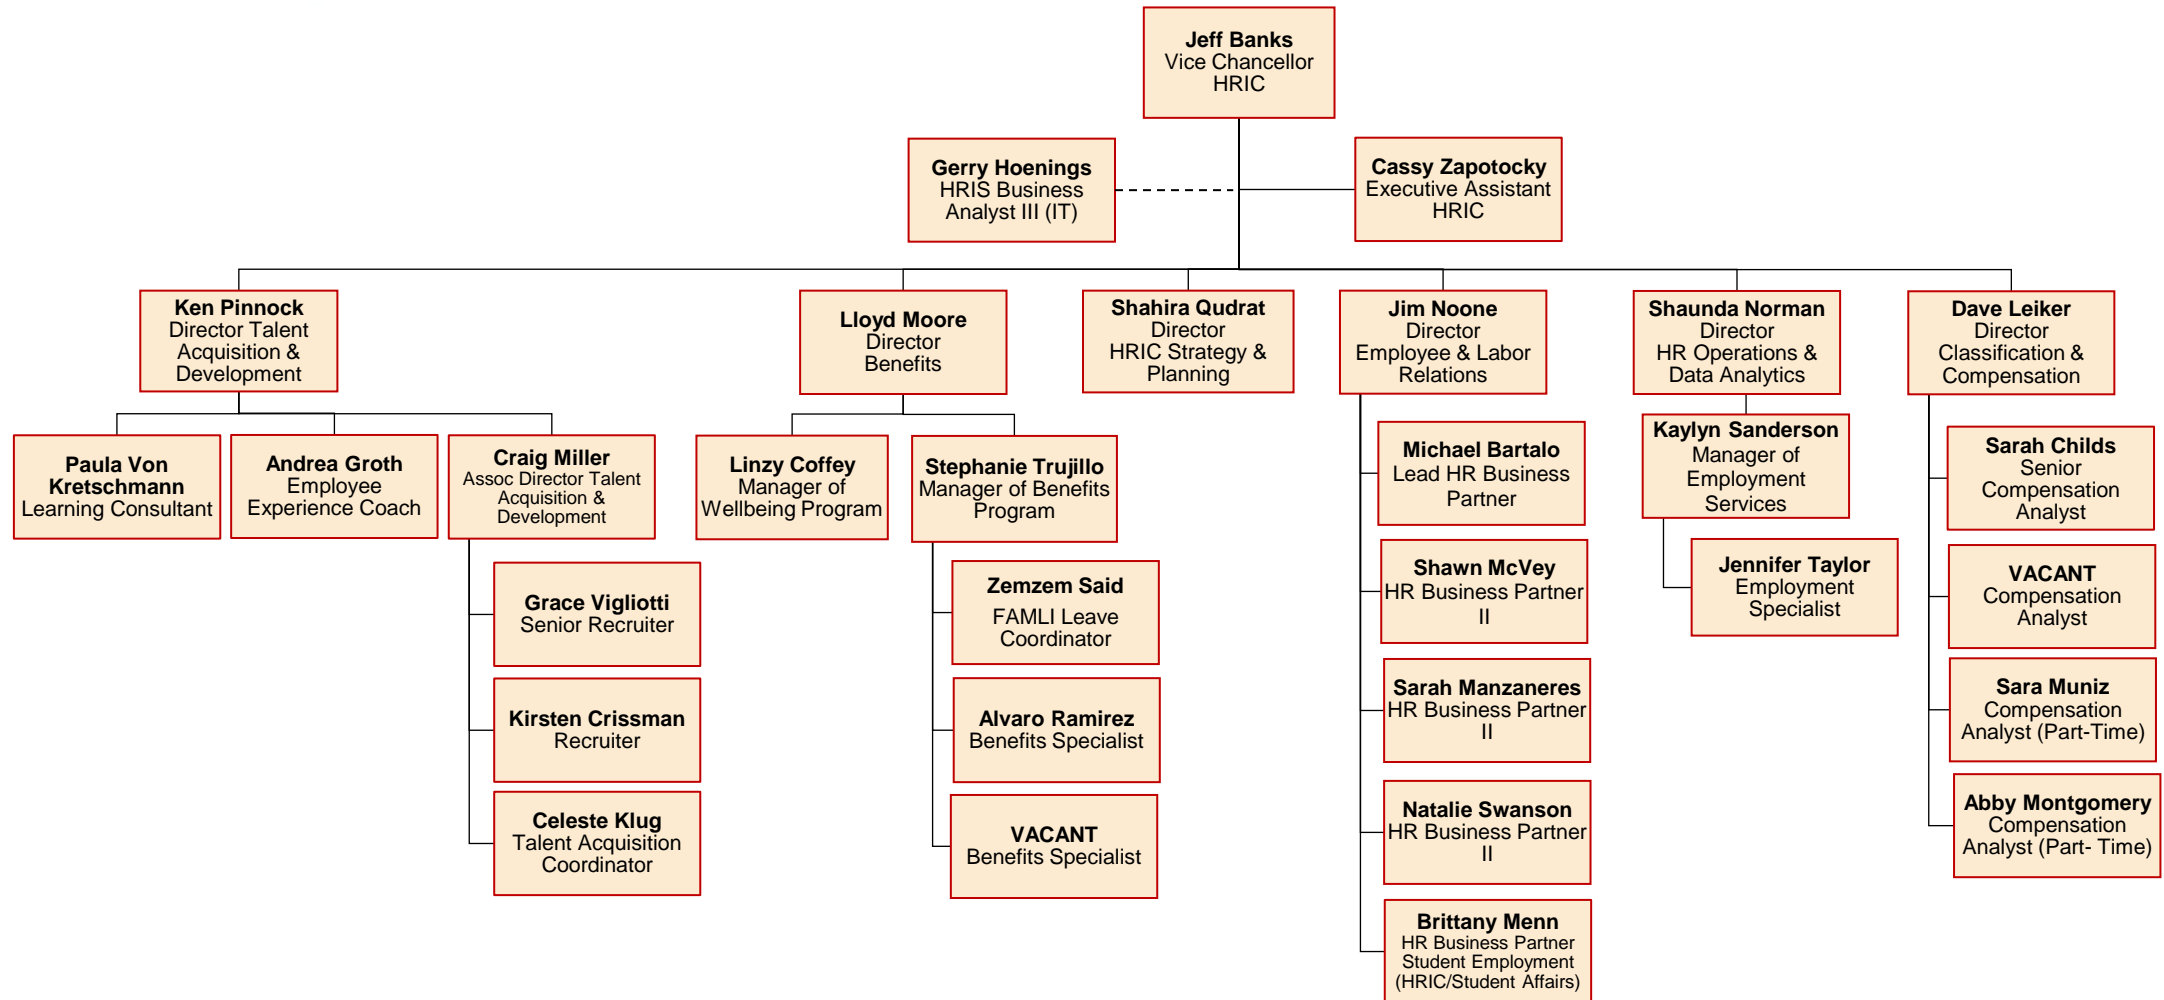 Jeff Banks
Vice Chancellor
HRIC
Gerry Hoenings
HRIS Business
Analyst III (IT)
Cassy Zapotocky
Executive Assistant
HRIC
Ken Pinnock
Director Talent
Acquisition &
Development
Lloyd Moore
Director
Benefits
Shahira Qudrat
Director
HRIC Strategy &
Planning
Jim Noone
Director
Employee & Labor
Relations
Shaunda Norman
Director
HR Operations &
Data Analytics
Dave Leiker
Director
Classification &
Compensation
Paula Von
Kretschmann
Learning Consultant
Andrea Groth
Employee
Experience Coach
Craig Miller
Assoc Director Talent
Acquisition &
Development
Grace Vigliotti
Senior Recruiter
Kirsten Crissman
Recruiter
Celeste Klug
Talent Acquisition
Coordinator
Linzy Coffey
Manager of
Wellbeing Program
Stephanie Trujillo
Manager of Benefits
Program
Zemzem Said
FAMLI Leave
Coordinator
Alvaro Ramirez
Benefits Specialist
VACANT
Benefits Specialist
Michael Bartalo
Lead HR Business
Partner
Shawn McVey
HR Business Partner
II
Sarah Manzaneres
HR Business Partner
II
Natalie Swanson
HR Business Partner
II
Brittany Menn
HR Business Partner
Student Employment
(HRIC/Student Affairs)
Kaylyn Sanderson
Manager of
Employment
Services
Jennifer Taylor
Employment
Specialist
Sarah Childs
Senior
Compensation
Analyst
VACANT
Compensation
Analyst
Sara Muniz
Compensation
Analyst (Part-Time)
Abby Montgomery
Compensation
Analyst (Part- Time)